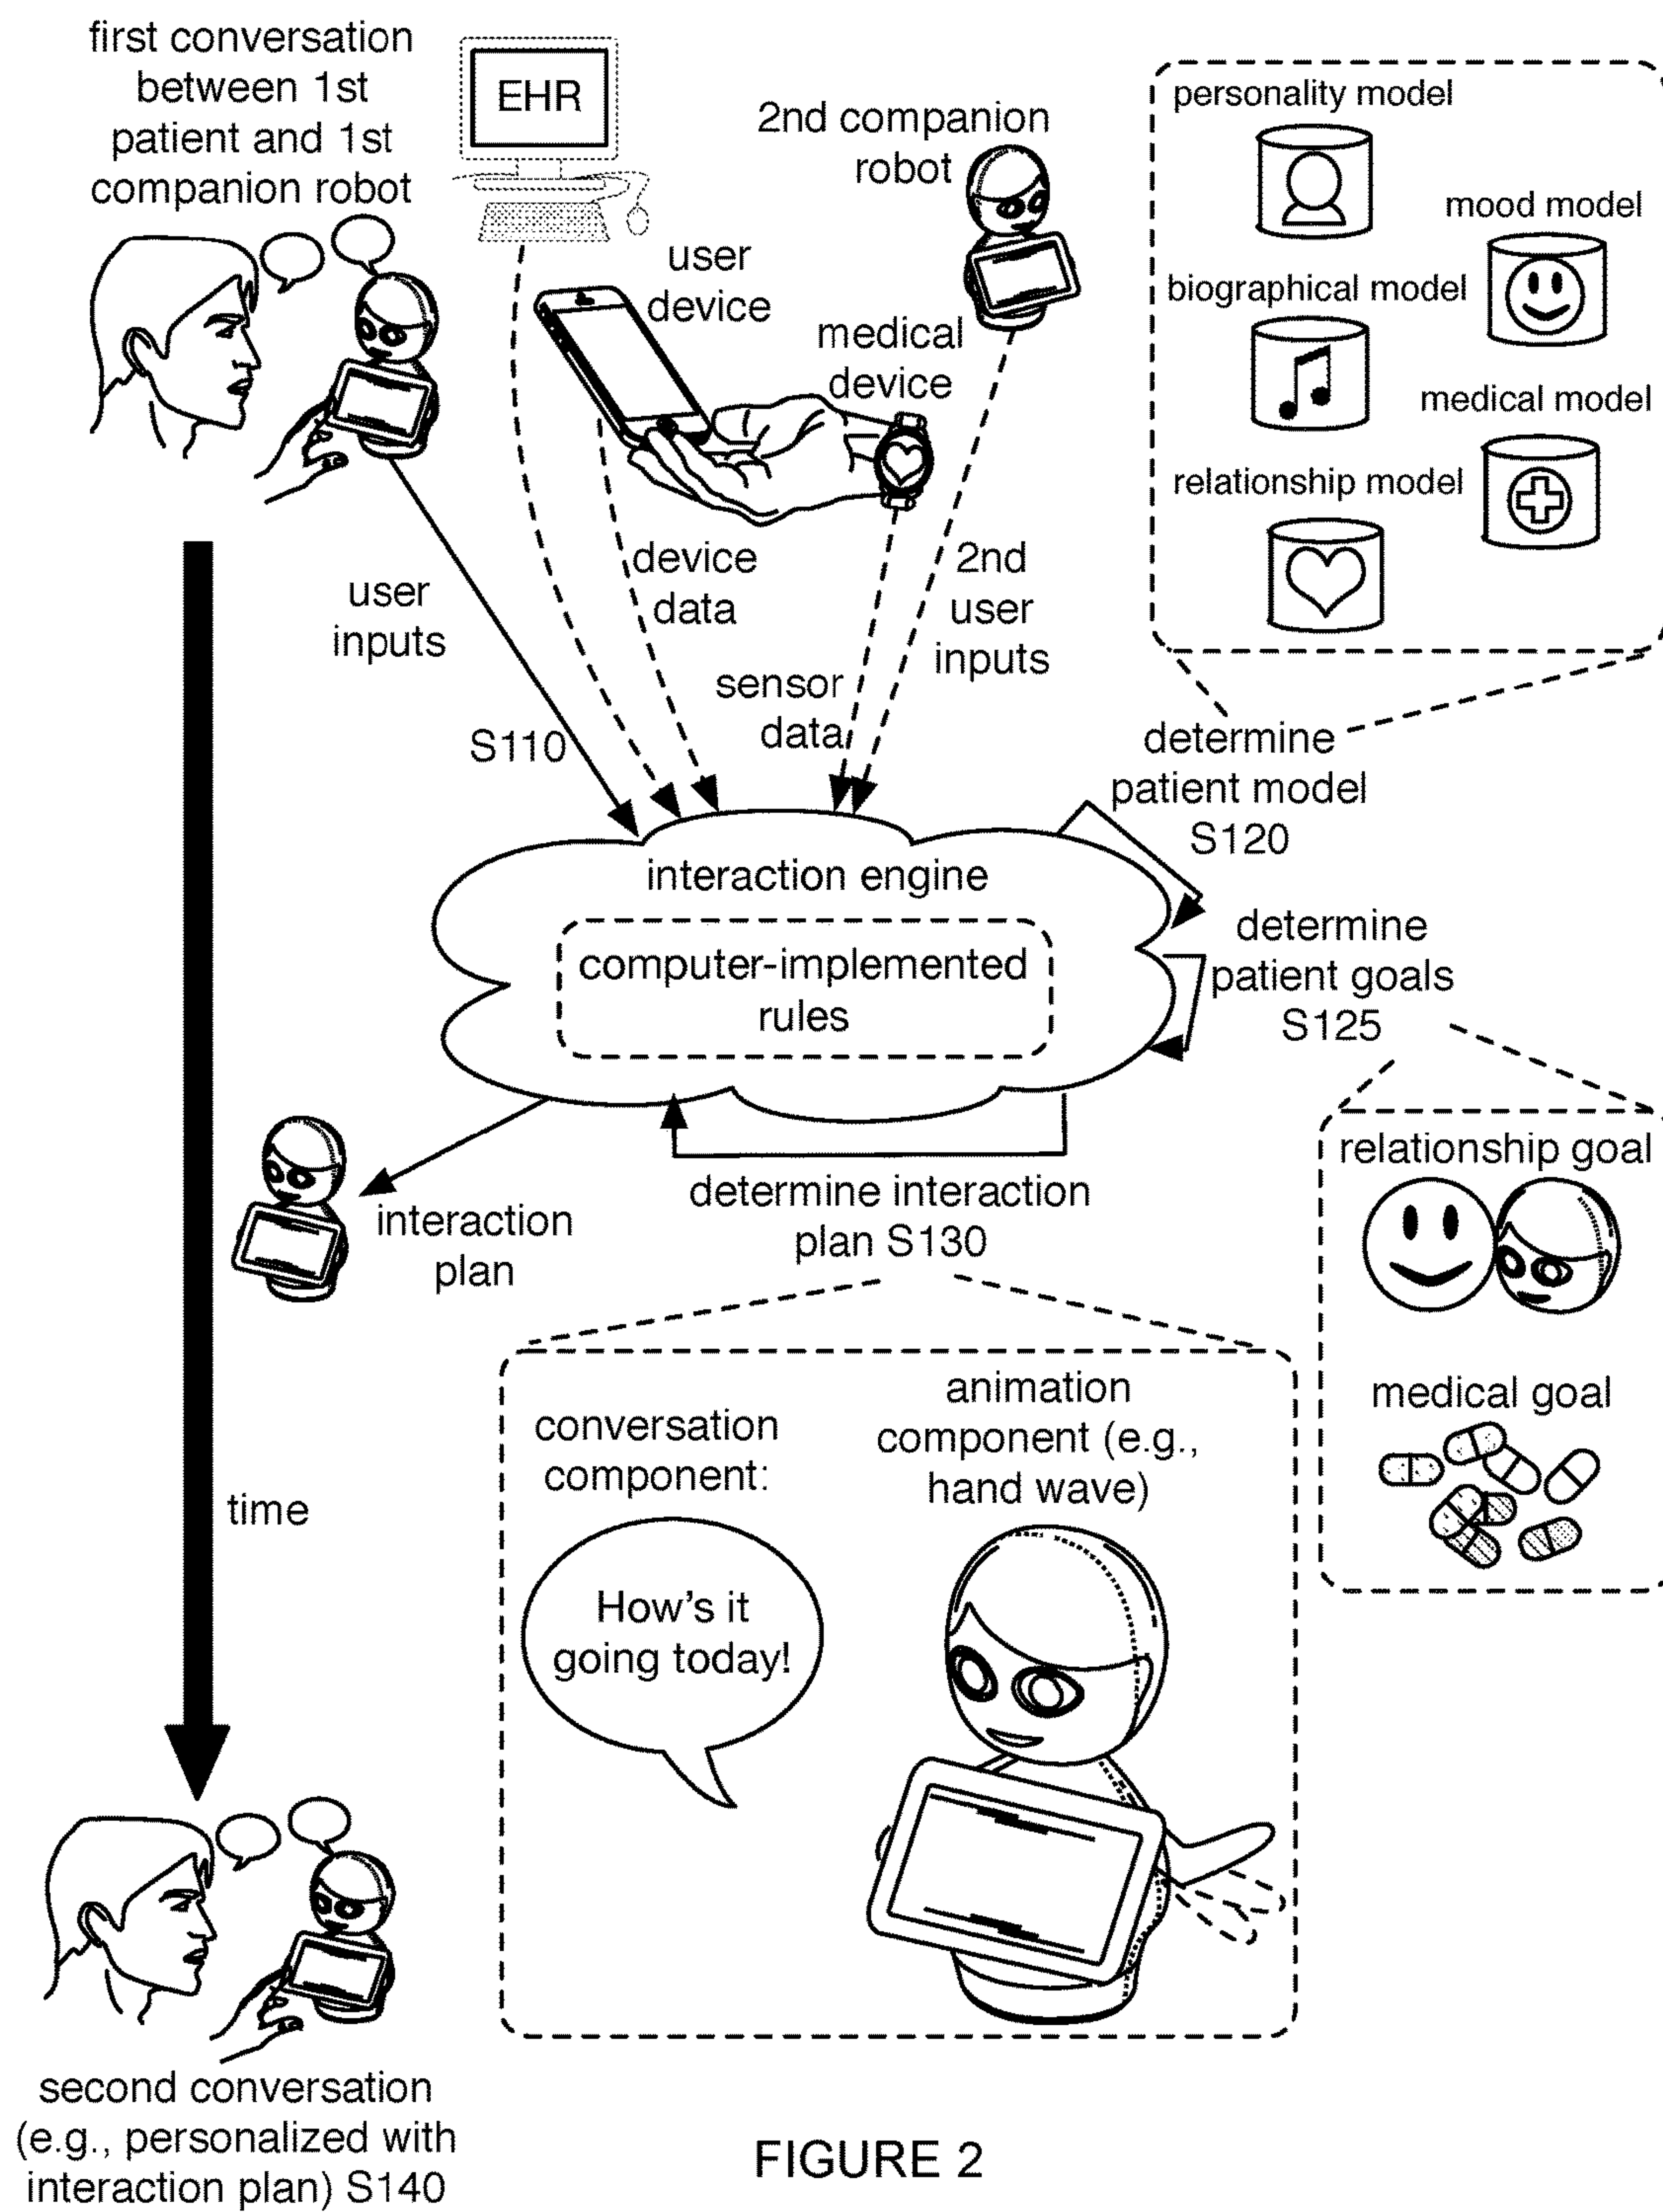 first conversation
between 1st
patient and 1st
companion robot
EHR
2nd companion
robot
user
device
medical
device
personality model
mood model
biographical model
medical model
relationship model
user
inputs
device
data
sensor
data
2nd
user
inputs
S110
determine
patient model
S120
interaction engine
computer-implemented
rules
determine
patient goals
S125
interaction
plan
determine interaction
plan S130
relationship goal
medical goal
conversation
component:
animation
component (e.g.,
hand wave)
How's it
going today!
time
second conversation
(e.g., personalized with
interaction plan) S140
FIGURE 2